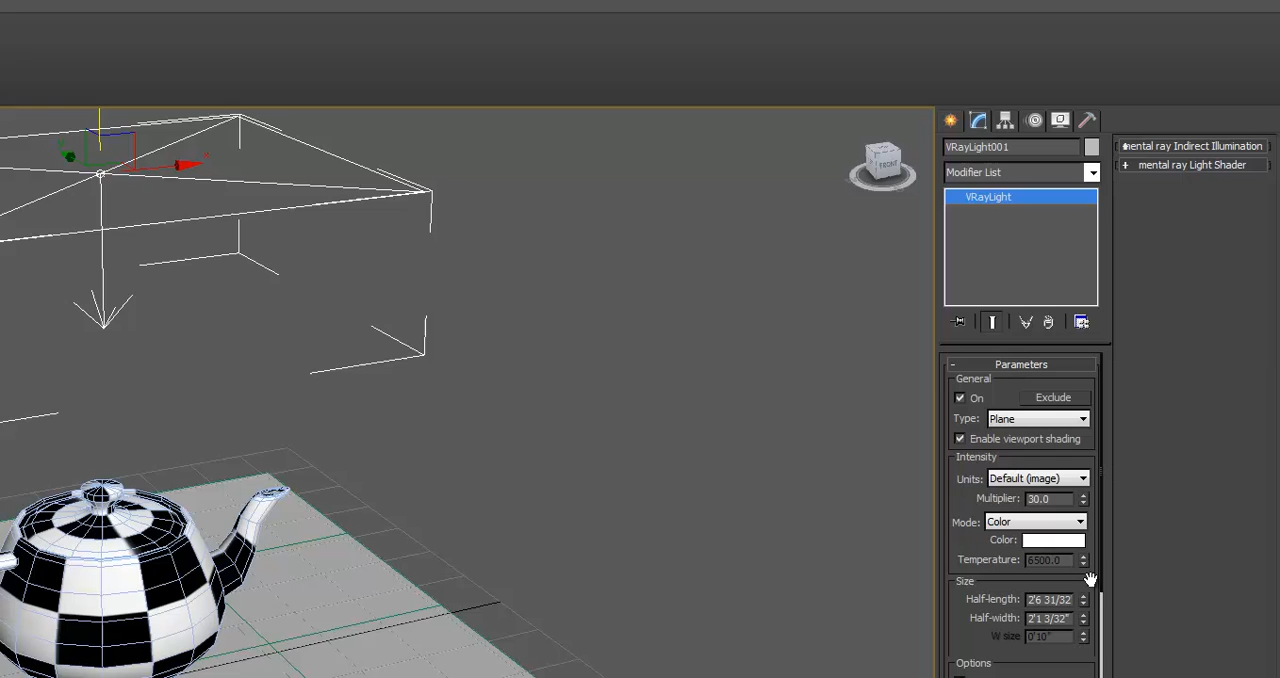 VRayLight001
mental ray Indirect Illumination
+ mental ray Light Shader
Modifier List
FRONT
VRayLight
- Parameters
General
On
Exclude
Type: Plane
Enable viewport shading
Intensity
Units: Default (image)
Multiplier: 30.0
Mode: Color
Color:
Temperature: 6500.0
Size
Half-length: 2'6 31/32
Half-width: 2'1 3/32"
W size 0'10"
Options